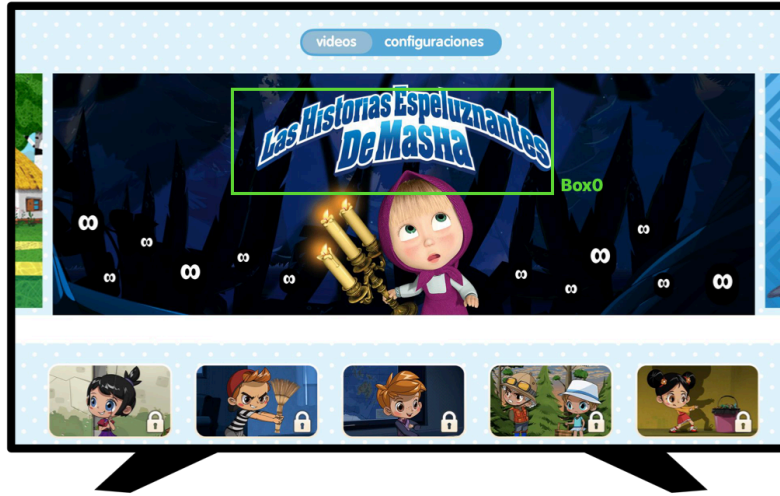 videos configuraciones
Las Historias Espeluznantes
De Masha
Box0